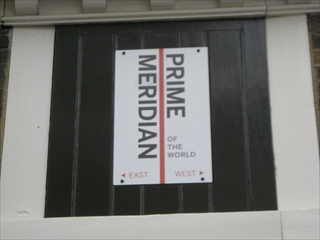 PRIME
MERIDIAN
OF
THE
WORLD
EAST WEST